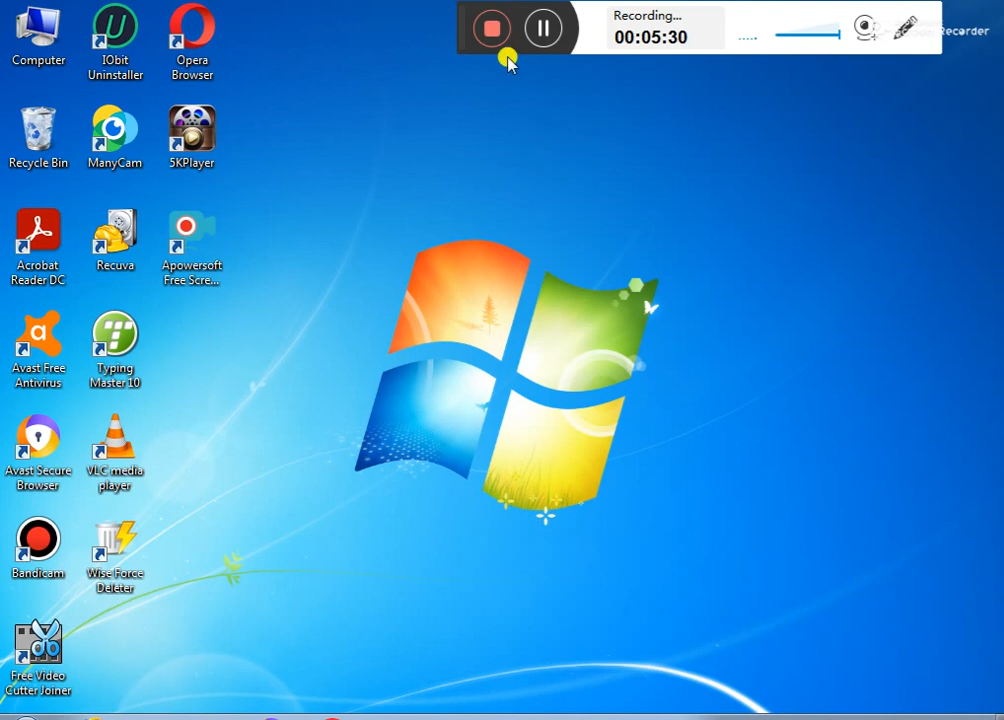 Recording...
00:05:30
Screen Recorder
Computer
IObit
Uninstaller
Opera
Browser
Recycle Bin
ManyCam
5KPlayer
Acrobat
Reader DC
Recuva
Apowersoft
Free Scre...
Avast Free
Antivirus
Typing
Master 10
Avast Secure
Browser
VLC media
player
Bandicam
Wise Force
Deleter
Free Video
Cutter Joiner